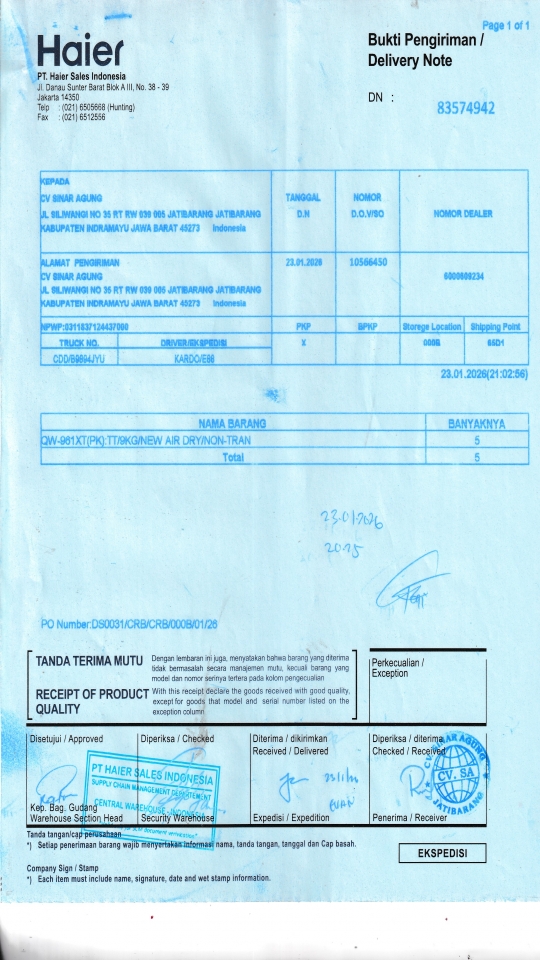 Page 1 of 1
Haier
Bukti Pengiriman /
Delivery Note
PT. Haier Sales Indonesia
Jl. Danau Sunter Barat Blok A III, No. 38 - 39
Jakarta 14350
Telp : (021) 6505668 (Hunting)
Fax : (021) 6512556
DN : 83574942
KEPADA
CV SINAR AGUNG
JL SILIWANGI NO 35 RT RW 030 005 JATIBARANG JATIBARANG
KABUPATEN INDRAMAYU JAWA BARAT 45273 Indonesia
TANGGAL
D.N
NOMOR
D.O.V/SO
NOMOR DEALER
ALAMAT PENGIRIMAN
CV SINAR AGUNG
JL SILIWANGI NO 35 RT RW 030 005 JATIBARANG JATIBARANG
KABUPATEN INDRAMAYU JAWA BARAT 45273 Indonesia
23.01.2026
10566450
NPWP:0311837124437000
PKP
BPKP
Storege Location
Shipping Point
TRUCK NO.
DRIVER/EKSPEDISI
X
000B
65D1
CDD/B9894JYU
KARDO/E86
23.01.2026(21:02:56)
NAMA BARANG
BANYAKNYA
QW-961XT(PK):TT/9KG/NEW AIR DRY/NON-TRAN
5
Total
5
23.01.2026
PO Number:DS0031/CRB/CRB/000B/01/26
TANDA TERIMA MUTU
Dengan lembaran ini juga, menyatakan bahwa barang yang diterima
tidak bermasalah secara manajemen mutu, kecuali barang yang
model dan nomor serinya tertera pada kolom pengecualian
RECEIPT OF PRODUCT
QUALITY
With this receipt declare the goods received with good quality,
except for goods that model and serial number listed on the
exception column
Perkecualian /
Exception
Disetujui / Approved
Diperiksa / Checked
Diterima / dikirimkan
Received / Delivered
Diperiksa / diterima
Checked / Received
PT HAIER SALES INDONESIA
SUPPLY CHAIN MANAGEMENT DEPARTEMENT
CENTRAL WAREHOUSE - INDONESIA
CV. SA
JATIBARANG
Kep. Bag. Gudang
Warehouse Section Head
Security Warehouse
Expedisi / Expedition
Penerima / Receiver
Tanda tangan/cap perusahaan
*) Setiap penerimaan barang wajib menyertakan informasi nama, tanda tangan, tanggal dan Cap basah.
EKSPEDISI
Company Sign / Stamp
*) Each item must include name, signature, date and wet stamp information.